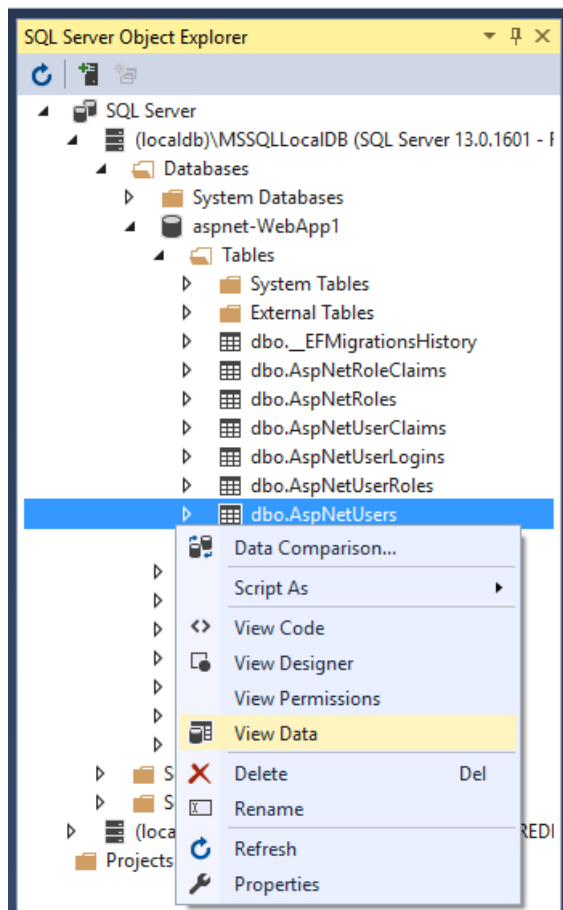 SQL Server Object Explorer
SQL Server
(localdb)\MSSQLLocalDB (SQL Server 13.0.1601 -
Databases
System Databases
aspnet-WebApp1
Tables
System Tables
External Tables
dbo.__EFMigrationsHistory
dbo.AspNetRoleClaims
dbo.AspNetRoles
dbo.AspNetUserClaims
dbo.AspNetUserLogins
dbo.AspNetUserRoles
dbo.AspNetUsers
Data Comparison...
Script As
View Code
View Designer
View Permissions
View Data
S Delete Del
S Rename
(loca REDI
Refresh
Projects
Properties